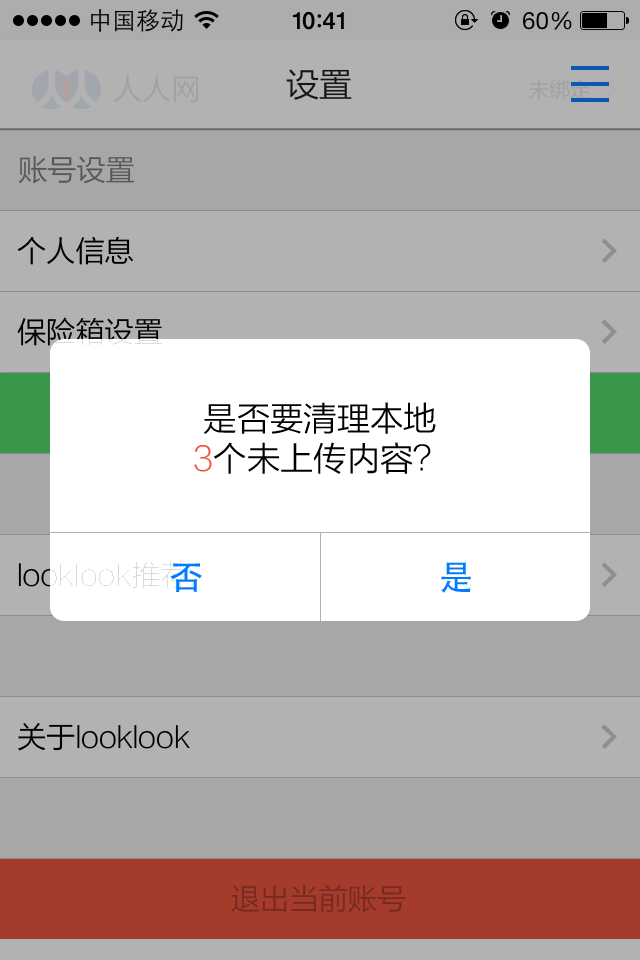 中国移动 10:41 60%
人人网 设置 未绑定
账号设置
个人信息
保险箱设置
是否要清理本地
3个未上传内容?
looklook推荐
否 是
关于looklook
退出当前账号